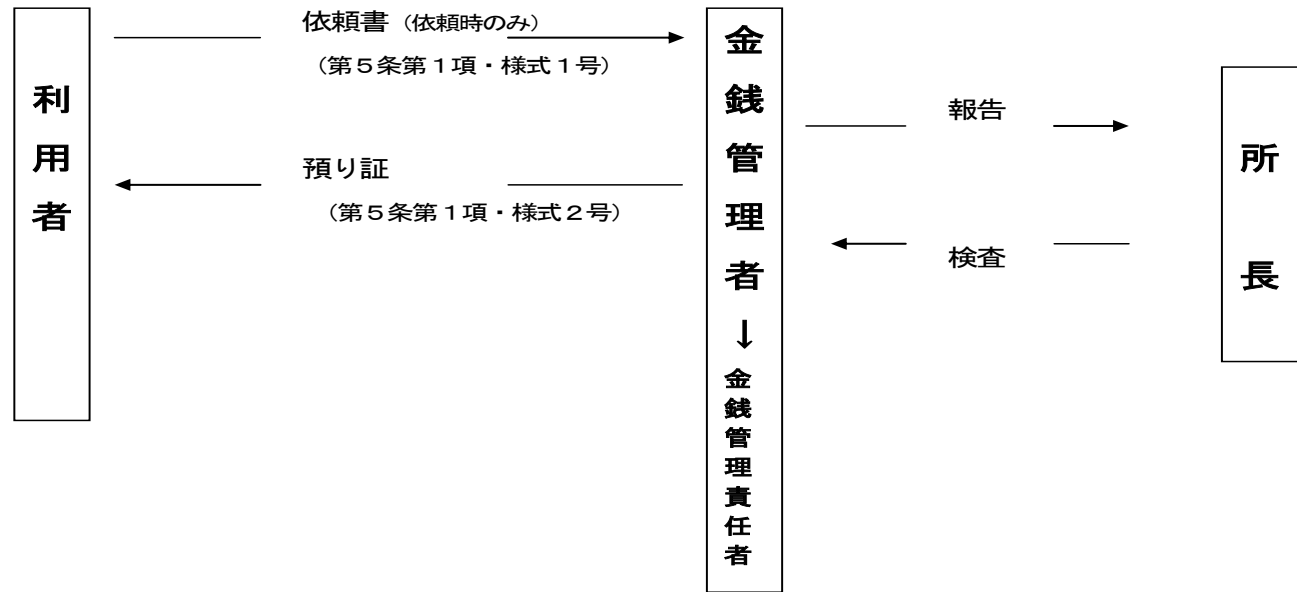 利用者
依頼書（依頼時のみ）
（第５条第１項・様式１号）
預り証
（第５条第１項・様式２号）
金銭管理者↓金銭管理責任者
報告
検査
所長